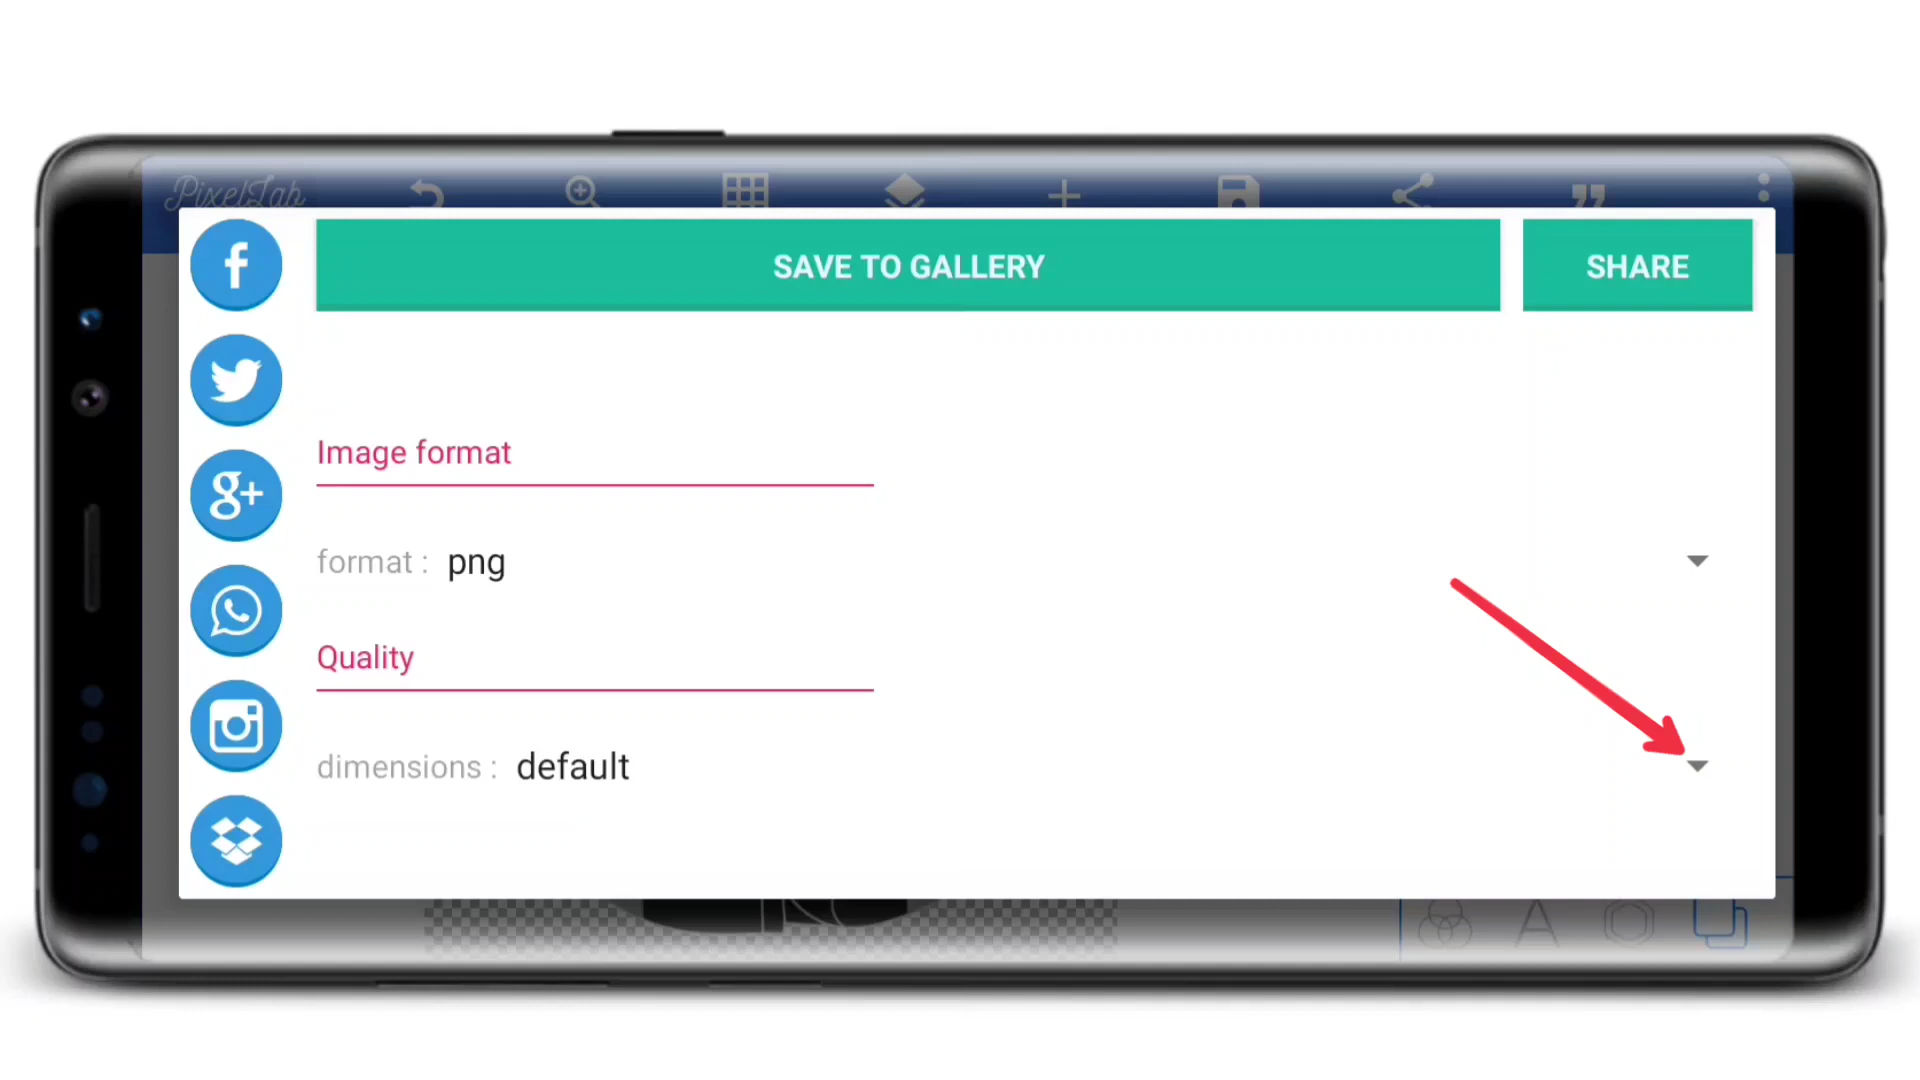 PixelLab
SAVE TO GALLERY
SHARE
Image format
format : png
Quality
dimensions : default